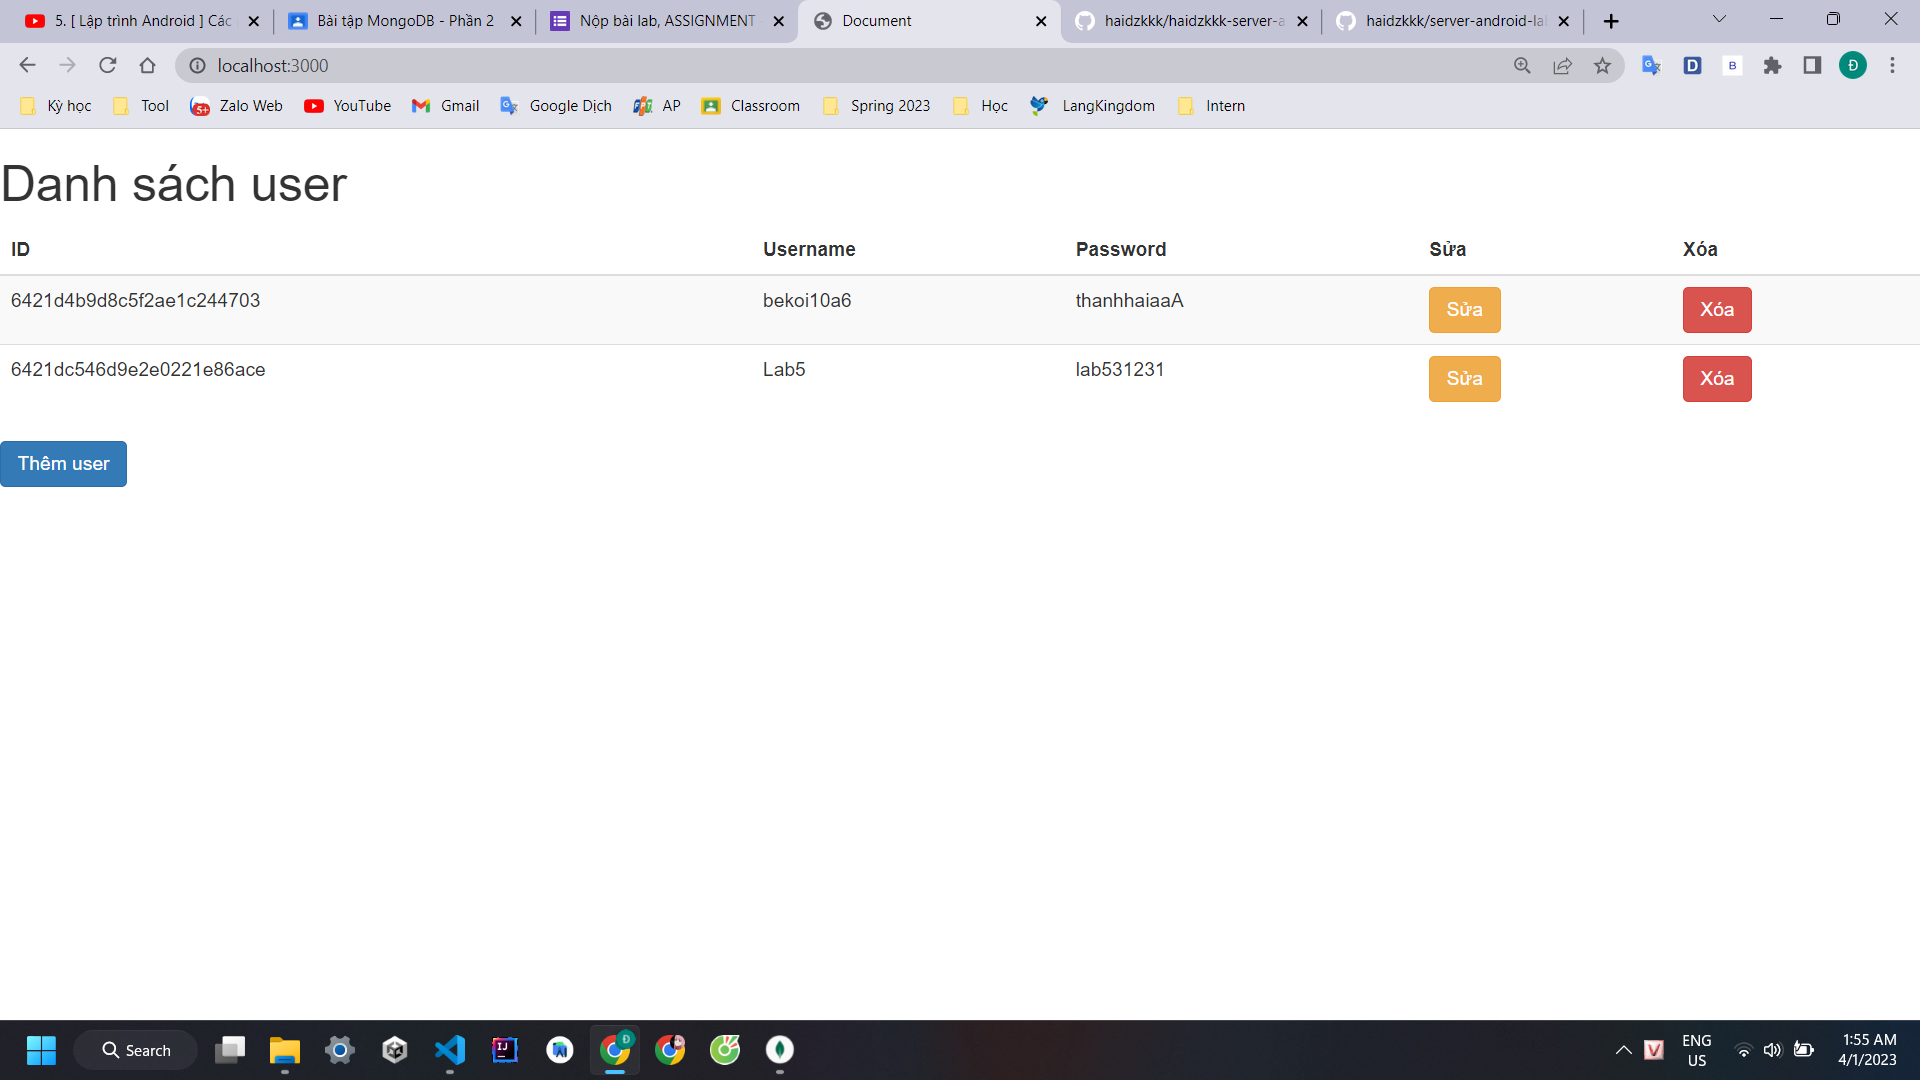 5. [ Lập trình Android ] Các
Bài tập MongoDB - Phần 2
Nộp bài lab, ASSIGNMENT -
Document
haidzkkk/haidzkkk-server-a
haidzkkk/server-android-la
localhost:3000
Kỳ học
Tool
5+
Zalo Web
YouTube
Gmail
Google Dịch
AP
Classroom
Spring 2023
Học
LangKingdom
Intern
Danh sách user
ID Username Password Sửa Xóa
6421d4b9d8c5f2ae1c244703 bekoi10a6 thanhhaiaaA Sửa Xóa
6421dc546d9e2e0221e86ace Lab5 lab531231 Sửa Xóa
Thêm user
Search
ENG
US
1:55 AM
4/1/2023